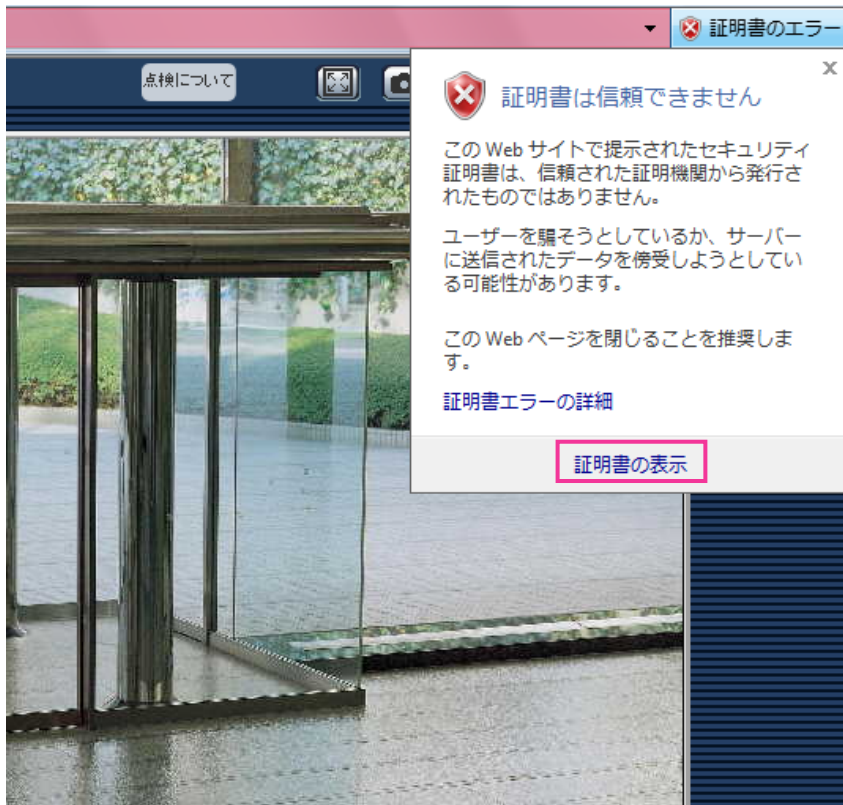 証明書のエラー
点検について
証明書は信頼できません
この Web サイトで提示されたセキュリティ
証明書は、信頼された証明機関から発行さ
れたものではありません。
ユーザーを騙そうとしているか、サーバー
に送信されたデータを傍受しようとしてい
る可能性があります。
この Web ページを閉じることを推奨しま
す。
証明書エラーの詳細
証明書の表示